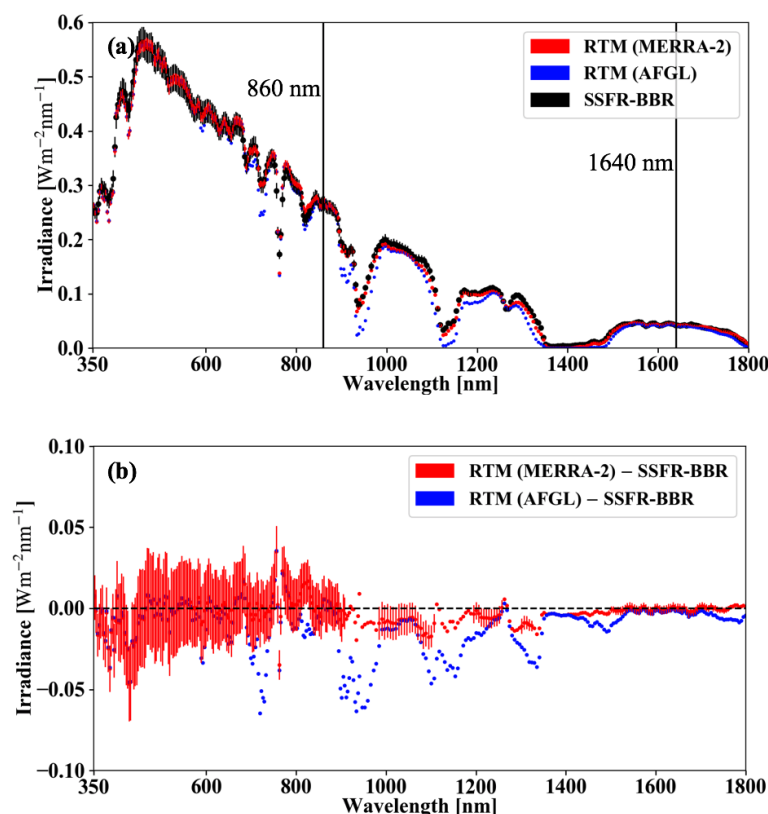 (a)
RTM (MERRA-2)
RTM (AFGL)
SSFR-BBR
860 nm
1640 nm
Irradiance [Wm−2nm−1]
0.6
0.5
0.4
0.3
0.2
0.1
0.0
350 600 800 1000 1200 1400 1600 1800
Wavelength [nm]
(b)
RTM (MERRA-2) – SSFR-BBR
RTM (AFGL) – SSFR-BBR
Irradiance [Wm−2nm−1]
0.10
0.05
0.00
−0.05
−0.10
350 600 800 1000 1200 1400 1600 1800
Wavelength [nm]